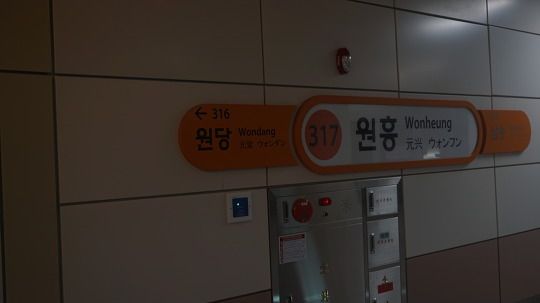 ← 316
원당 Wondang
元堂 ウォンダン
317 원흥 Wonheung
元兴 ウォンフン